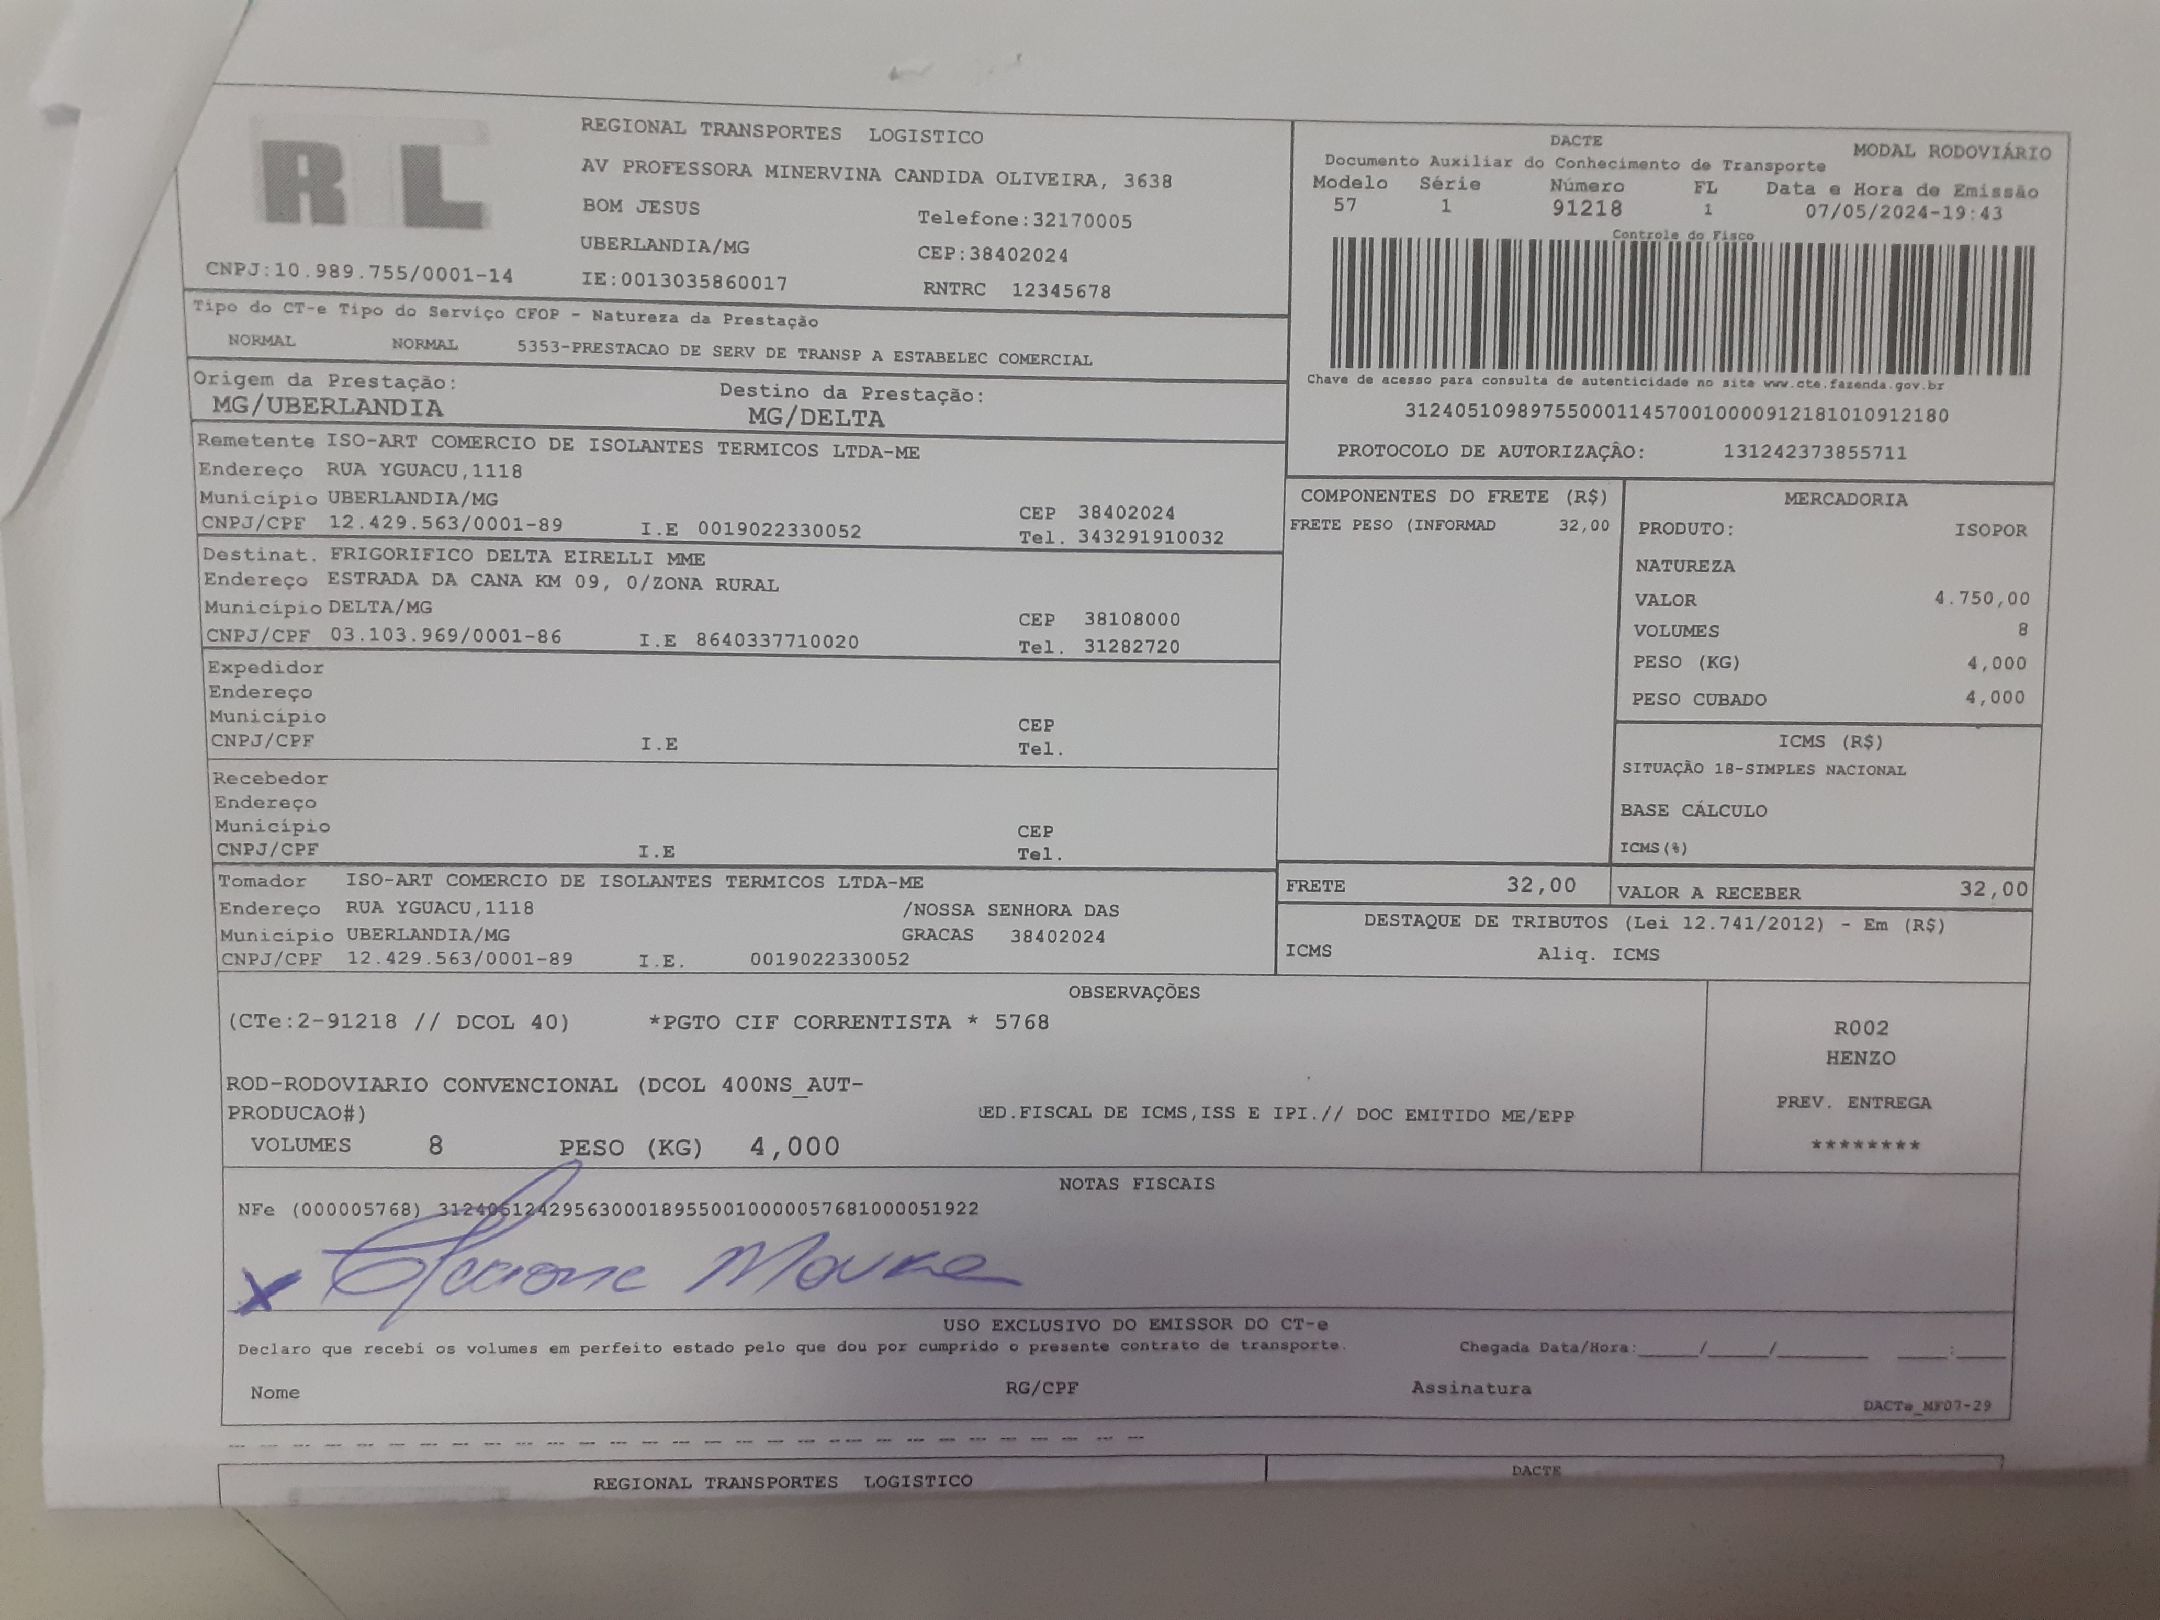 RL
REGIONAL TRANSPORTES LOGISTICO
AV PROFESSORA MINERVINA CANDIDA OLIVEIRA, 3638
BOM JESUS
Telefone:32170005
UBERLANDIA/MG
CEP:38402024
CNPJ:10.989.755/0001-14
IE:0013035860017
RNTRC 12345678
DACTE
MODAL RODOVIÁRIO
Documento Auxiliar do Conhecimento de Transporte
Modelo Série Número FL Data e Hora de Emissão
57 1 91218 1 07/05/2024-19:43
Controle do Fisco
Chave de acesso para consulta de autenticidade no site www.cte.fazenda.gov.br
31240510989755000114570010000912181010912180
PROTOCOLO DE AUTORIZAÇÃO: 131242373855711
Tipo do CT-e Tipo do Serviço CFOP - Natureza da Prestação
NORMAL NORMAL 5353-PRESTACAO DE SERV DE TRANSP A ESTABELEC COMERCIAL
Origem da Prestação: Destino da Prestação:
MG/UBERLANDIA MG/DELTA
Remetente ISO-ART COMERCIO DE ISOLANTES TERMICOS LTDA-ME
Endereço RUA YGUACU,1118
Município UBERLANDIA/MG CEP 38402024
CNPJ/CPF 12.429.563/0001-89 I.E 0019022330052 Tel. 343291910032
Destinat. FRIGORIFICO DELTA EIRELLI MME
Endereço ESTRADA DA CANA KM 09, 0/ZONA RURAL
Município DELTA/MG CEP 38108000
CNPJ/CPF 03.103.969/0001-86 I.E 8640337710020 Tel. 31282720
Expedidor
Endereço
Município CEP
CNPJ/CPF I.E Tel.
Recebedor
Endereço
Município CEP
CNPJ/CPF I.E Tel.
Tomador ISO-ART COMERCIO DE ISOLANTES TERMICOS LTDA-ME
Endereço RUA YGUACU,1118 /NOSSA SENHORA DAS
Município UBERLANDIA/MG GRACAS 38402024
CNPJ/CPF 12.429.563/0001-89 I.E. 0019022330052
COMPONENTES DO FRETE (R$)
FRETE PESO (INFORMAD 32,00
MERCADORIA
PRODUTO: ISOPOR
NATUREZA
VALOR 4.750,00
VOLUMES 8
PESO (KG) 4,000
PESO CUBADO 4,000
ICMS (R$)
SITUAÇÃO 18-SIMPLES NACIONAL
BASE CÁLCULO
ICMS(%)
FRETE 32,00 VALOR A RECEBER 32,00
DESTAQUE DE TRIBUTOS (Lei 12.741/2012) - Em (R$)
ICMS Aliq. ICMS
OBSERVAÇÕES
(CTe:2-91218 // DCOL 40) *PGTO CIF CORRENTISTA * 5768
ROD-RODOVIARIO CONVENCIONAL (DCOL 400NS_AUT-
PRODUCAO#) ED.FISCAL DE ICMS,ISS E IPI.// DOC EMITIDO ME/EPP
VOLUMES 8 PESO (KG) 4,000
R002
HENZO
PREV. ENTREGA
********
NOTAS FISCAIS
NFe (000005768) 31240512429563000189550010000057681000051922
X
USO EXCLUSIVO DO EMISSOR DO CT-e
Declaro que recebi os volumes em perfeito estado pelo que dou por cumprido o presente contrato de transporte. Chegada Data/Hora:_____/_____/_______ ____:____
Nome RG/CPF Assinatura
DACTe_MF07-29
REGIONAL TRANSPORTES LOGISTICO DACTE